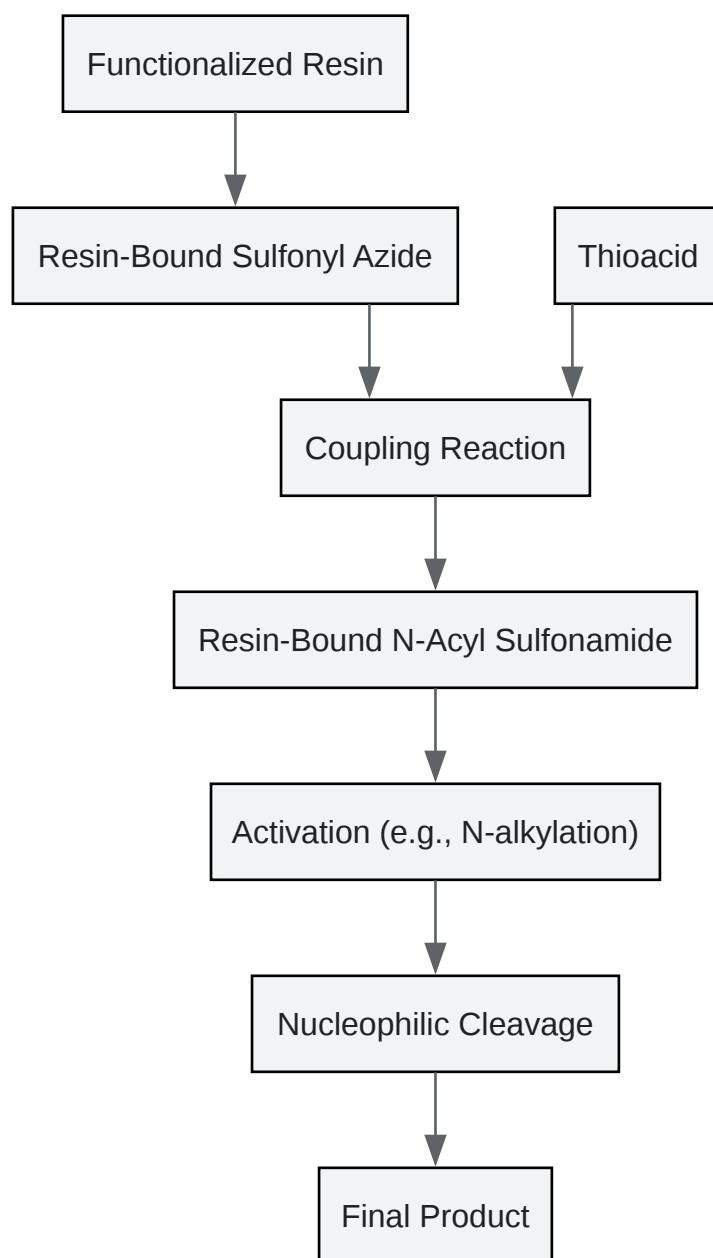 Functionalized Resin
Resin-Bound Sulfonyl Azide
Thioacid
Coupling Reaction
Resin-Bound N-Acyl Sulfonamide
Activation (e.g., N-alkylation)
Nucleophilic Cleavage
Final Product